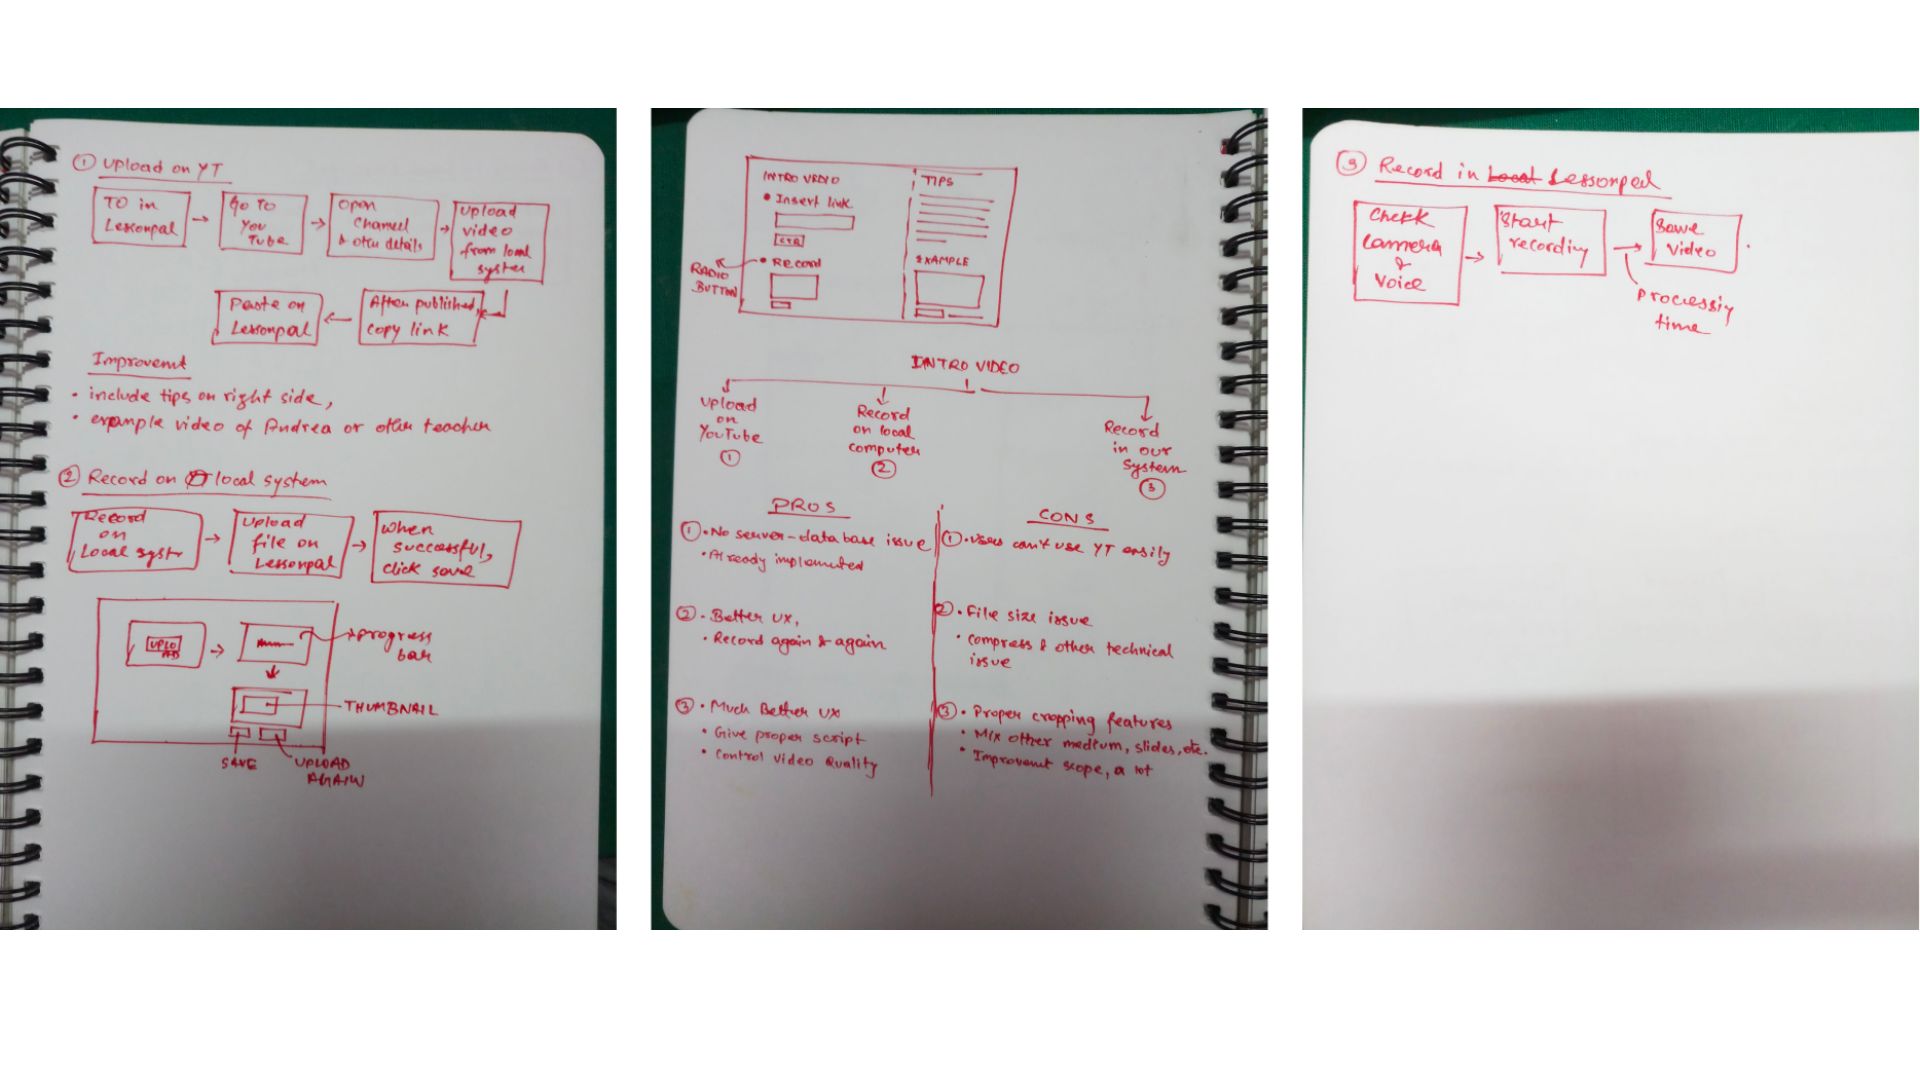 ① Upload on YT
TO in
Lessonpal
Go To
You
Tube
Open
Channel
& other details
Upload
video
from local
system
After published,
copy link
Paste on
Lessonpal
Improvemnt
• include tips on right side,
• example video of Andrea or other teacher
② Record on local system
Record
on
Local systr
Upload
file on
Lessonpal
When
successful,
click save
UPLO
AD
progress
bar
THUMBNAIL
SAVE
UPLOAD
AGAIN
INTRO VEDIO
• Insert link
CTA
• Record
RADIO
BUTTON
TIPS
EXAMPLE
INTRO VIDEO
Upload
on
YouTube
①
Record
on local
computer
②
Record
in our
System
③
PROS
① • No server-database issue
• Already implemented
② • Better UX,
• Record again & again
③ • Much Better UX
• Give proper script
• Control Video Quality
CONS
① • Users can't use YT easily
② • File size issue
• compress & other technical
issue
③ • Proper cropping features
• Mix other medium, slides, etc.
• Improvemnt scope, a lot
③ Record in Local Lessonpal
Check
Camera
&
Voice
Start
recording
Save
Video
Processing
time